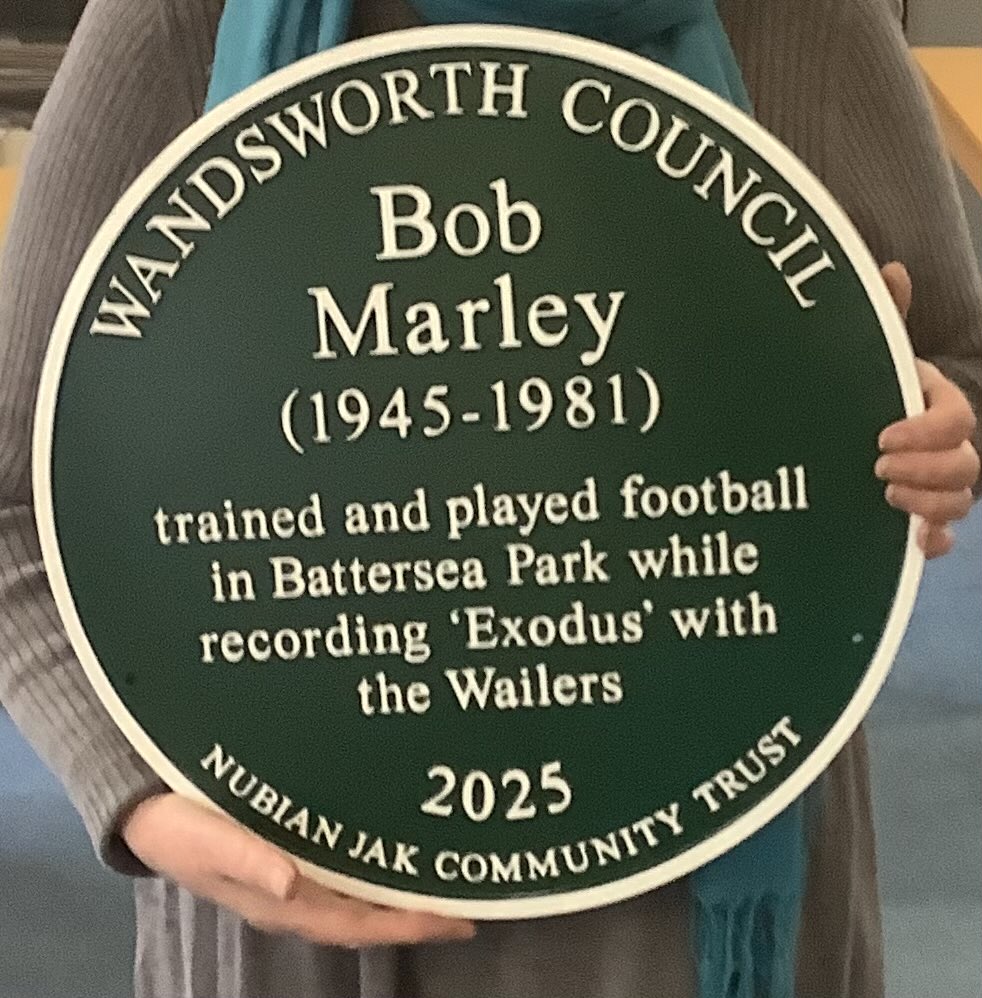 WANDSWORTH COUNCIL
Bob
Marley
(1945-1981)
trained and played football
in Battersea Park while
recording ‘Exodus’ with
the Wailers
2025
NUBIAN JAK COMMUNITY TRUST